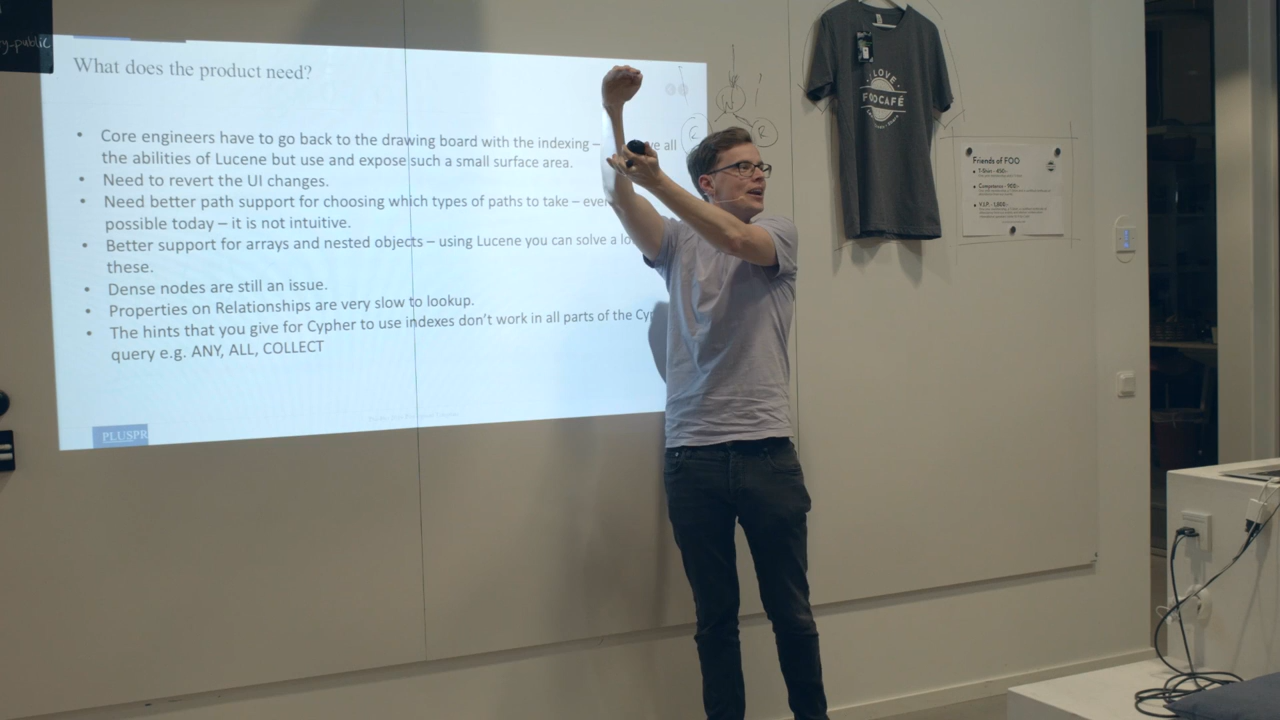 y_public
What does the product need?
• Core engineers have to go back to the drawing board with the indexing – all
the abilities of Lucene but use and expose such a small surface area.
• Need to revert the UI changes.
• Need better path support for choosing which types of paths to take –
possible today – it is not intuitive.
• Better support for arrays and nested objects – using Lucene you can solve a
these.
• Dense nodes are still an issue.
• Properties on Relationships are very slow to lookup.
• The hints that you give for Cypher to use indexes don't work in all parts of the
query e.g. ANY, ALL, COLLECT
PLUSPR
I LOVE
FOOCAFÉ
Friends of FOO